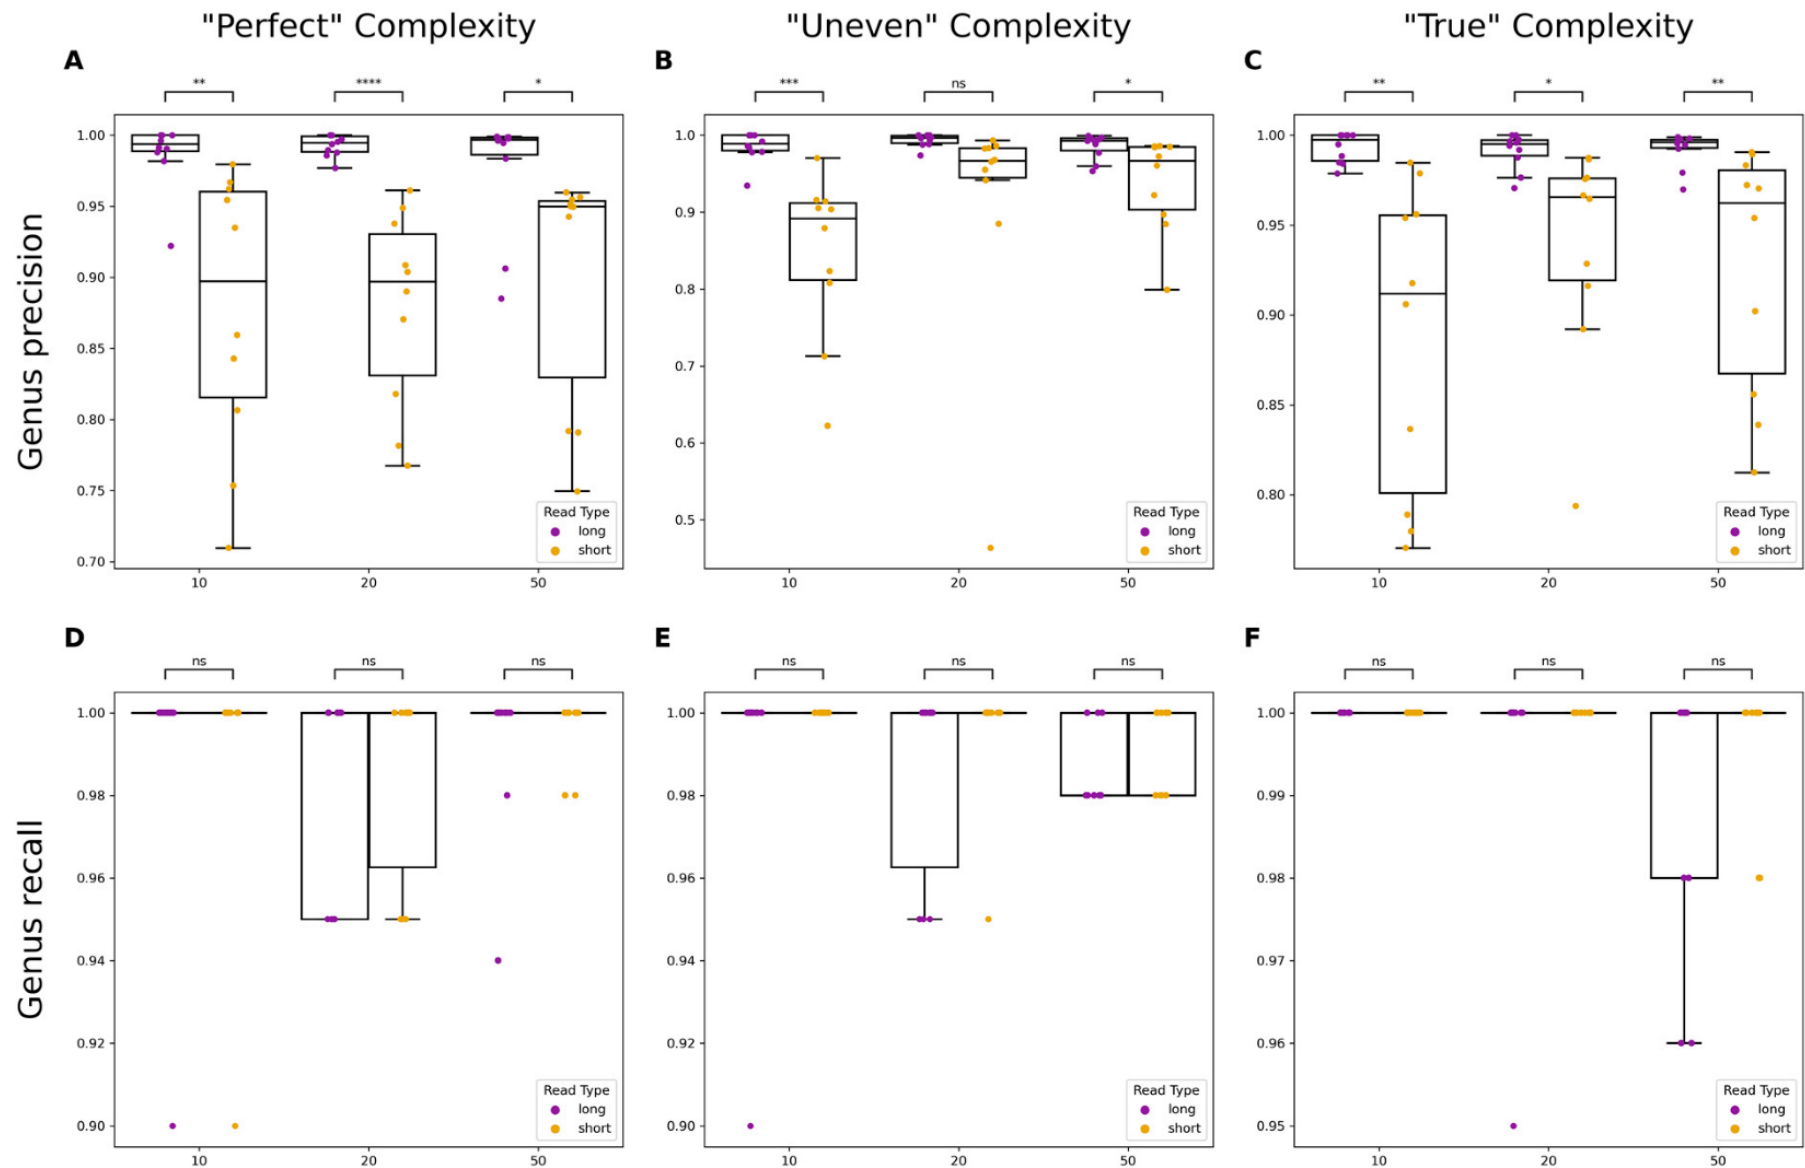 "Perfect" Complexity
"Uneven" Complexity
"True" Complexity
A
B
C
** **** *
*** ns *
** * **
Genus precision
1.00
0.95
0.90
0.85
0.80
0.75
0.70
10 20 50
Read Type
long
short
1.0
0.9
0.8
0.7
0.6
0.5
10 20 50
Read Type
long
short
1.00
0.95
0.90
0.85
0.80
10 20 50
Read Type
long
short
D
E
F
ns ns ns
ns ns ns
ns ns ns
Genus recall
1.00
0.98
0.96
0.94
0.92
0.90
10 20 50
Read Type
long
short
1.00
0.98
0.96
0.94
0.92
0.90
10 20 50
Read Type
long
short
1.00
0.99
0.98
0.97
0.96
0.95
10 20 50
Read Type
long
short